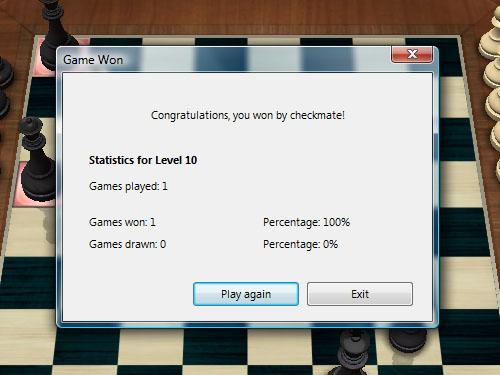 Game Won
Congratulations, you won by checkmate!
Statistics for Level 10
Games played: 1
Games won: 1 Percentage: 100%
Games drawn: 0 Percentage: 0%
Play again Exit